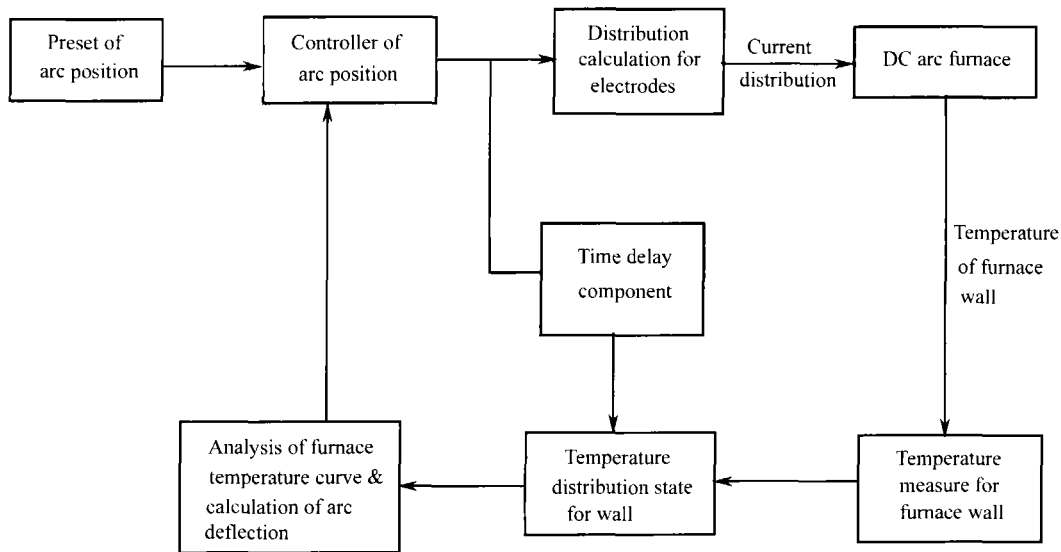 Preset of
arc position
Controller of
arc position
Distribution
calculation for
electrodes
Current
distribution
DC arc furnace
Time delay
component
Temperature
of furnace
wall
Analysis of furnace
temperature curve &
calculation of arc
deflection
Temperature
distribution state
for wall
Temperature
measure for
furnace wall